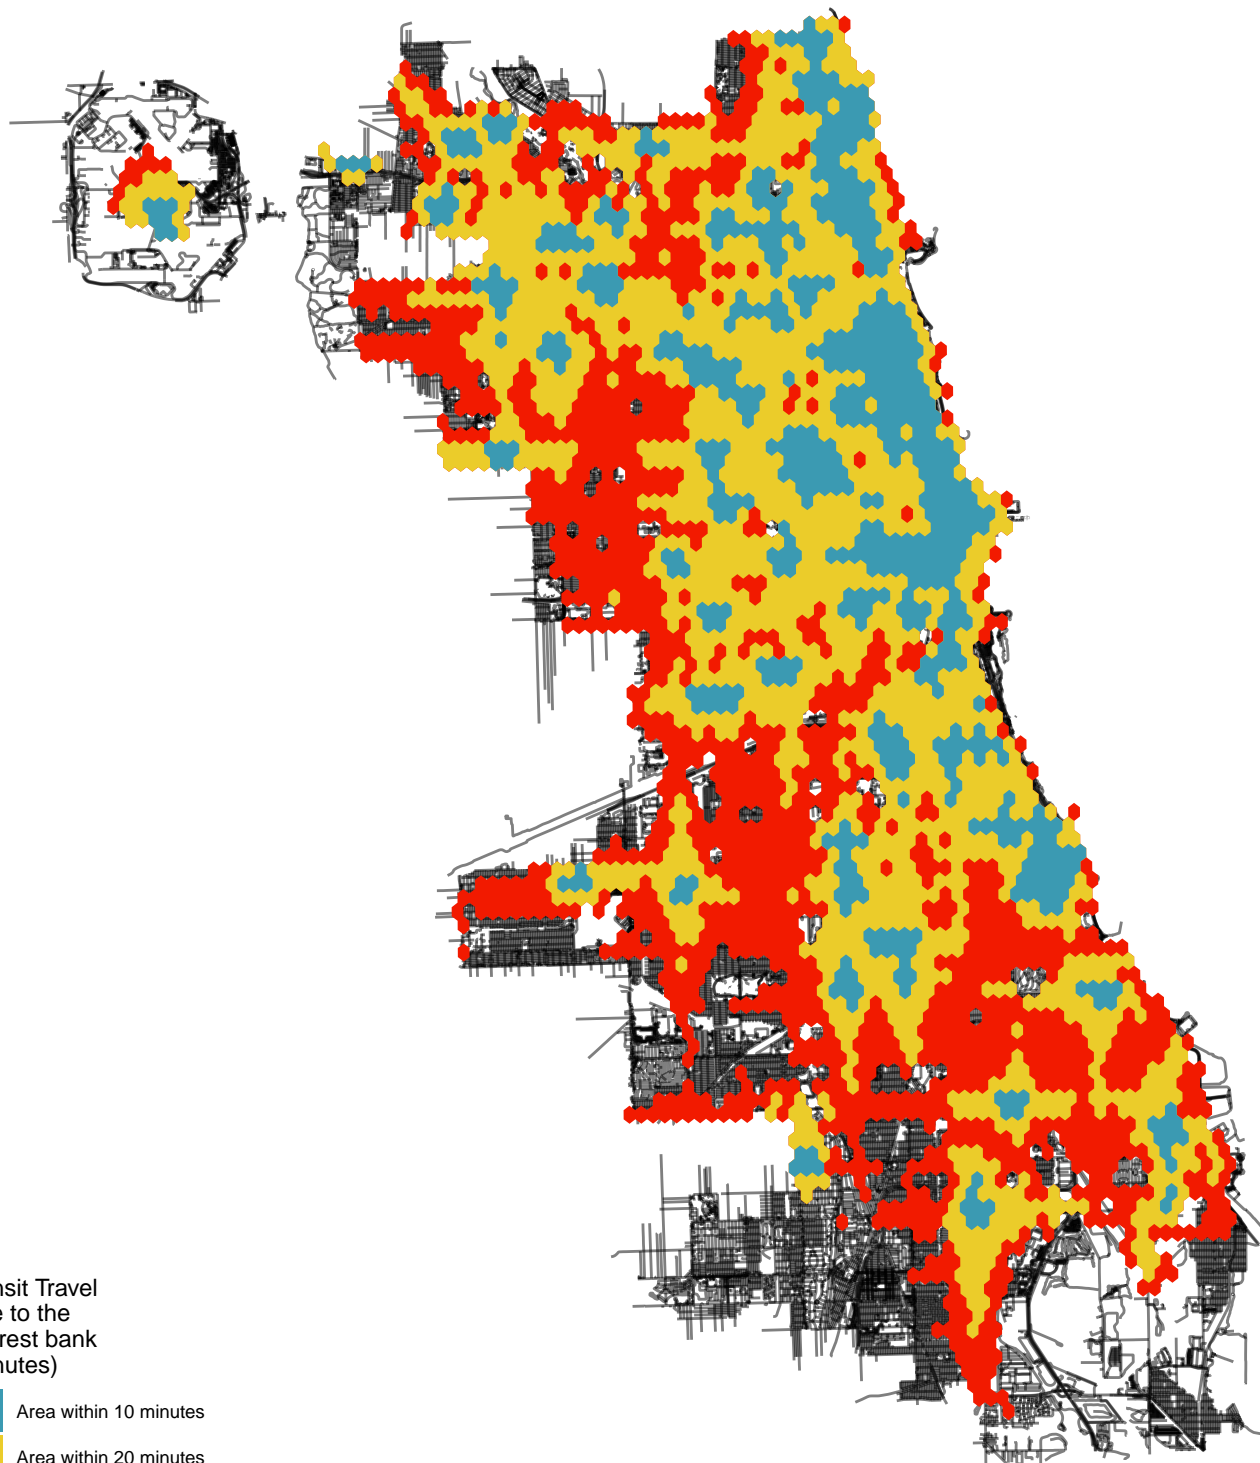 nsit Travel
e to the
rest bank
nutes)
Area within 10 minutes
Area within 20 minutes